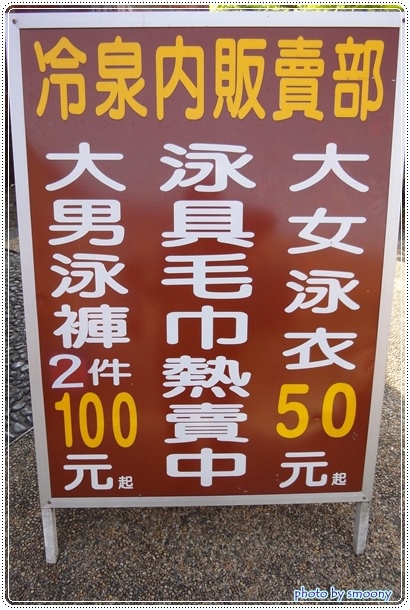 冷泉內販賣部
大女泳衣50元起
泳具毛巾熱賣中
大男泳褲2件100元起
photo by smoony